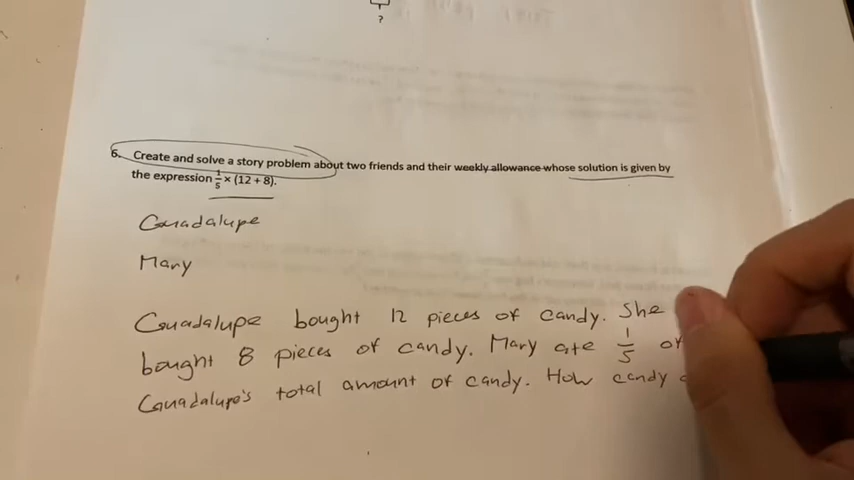 ?
6. Create and solve a story problem about two friends and their weekly allowance whose solution is given by
the expression 1/5 × (12 + 8).
Guadalupe
Mary
Guadalupe bought 12 pieces of candy. She
bought 8 pieces of candy. Mary ate 1/5 of
Guadalupe's total amount of candy. How candy